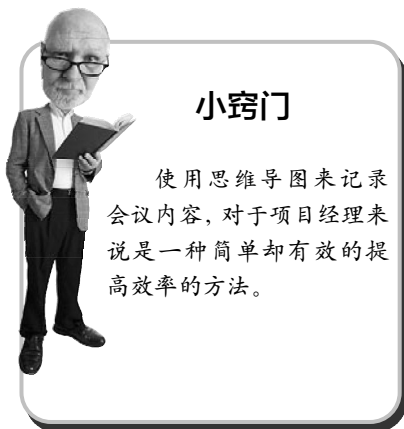 小窍门
使用思维导图来记录
会议内容，对于项目经理来
说是一种简单却有效的提
高效率的方法。